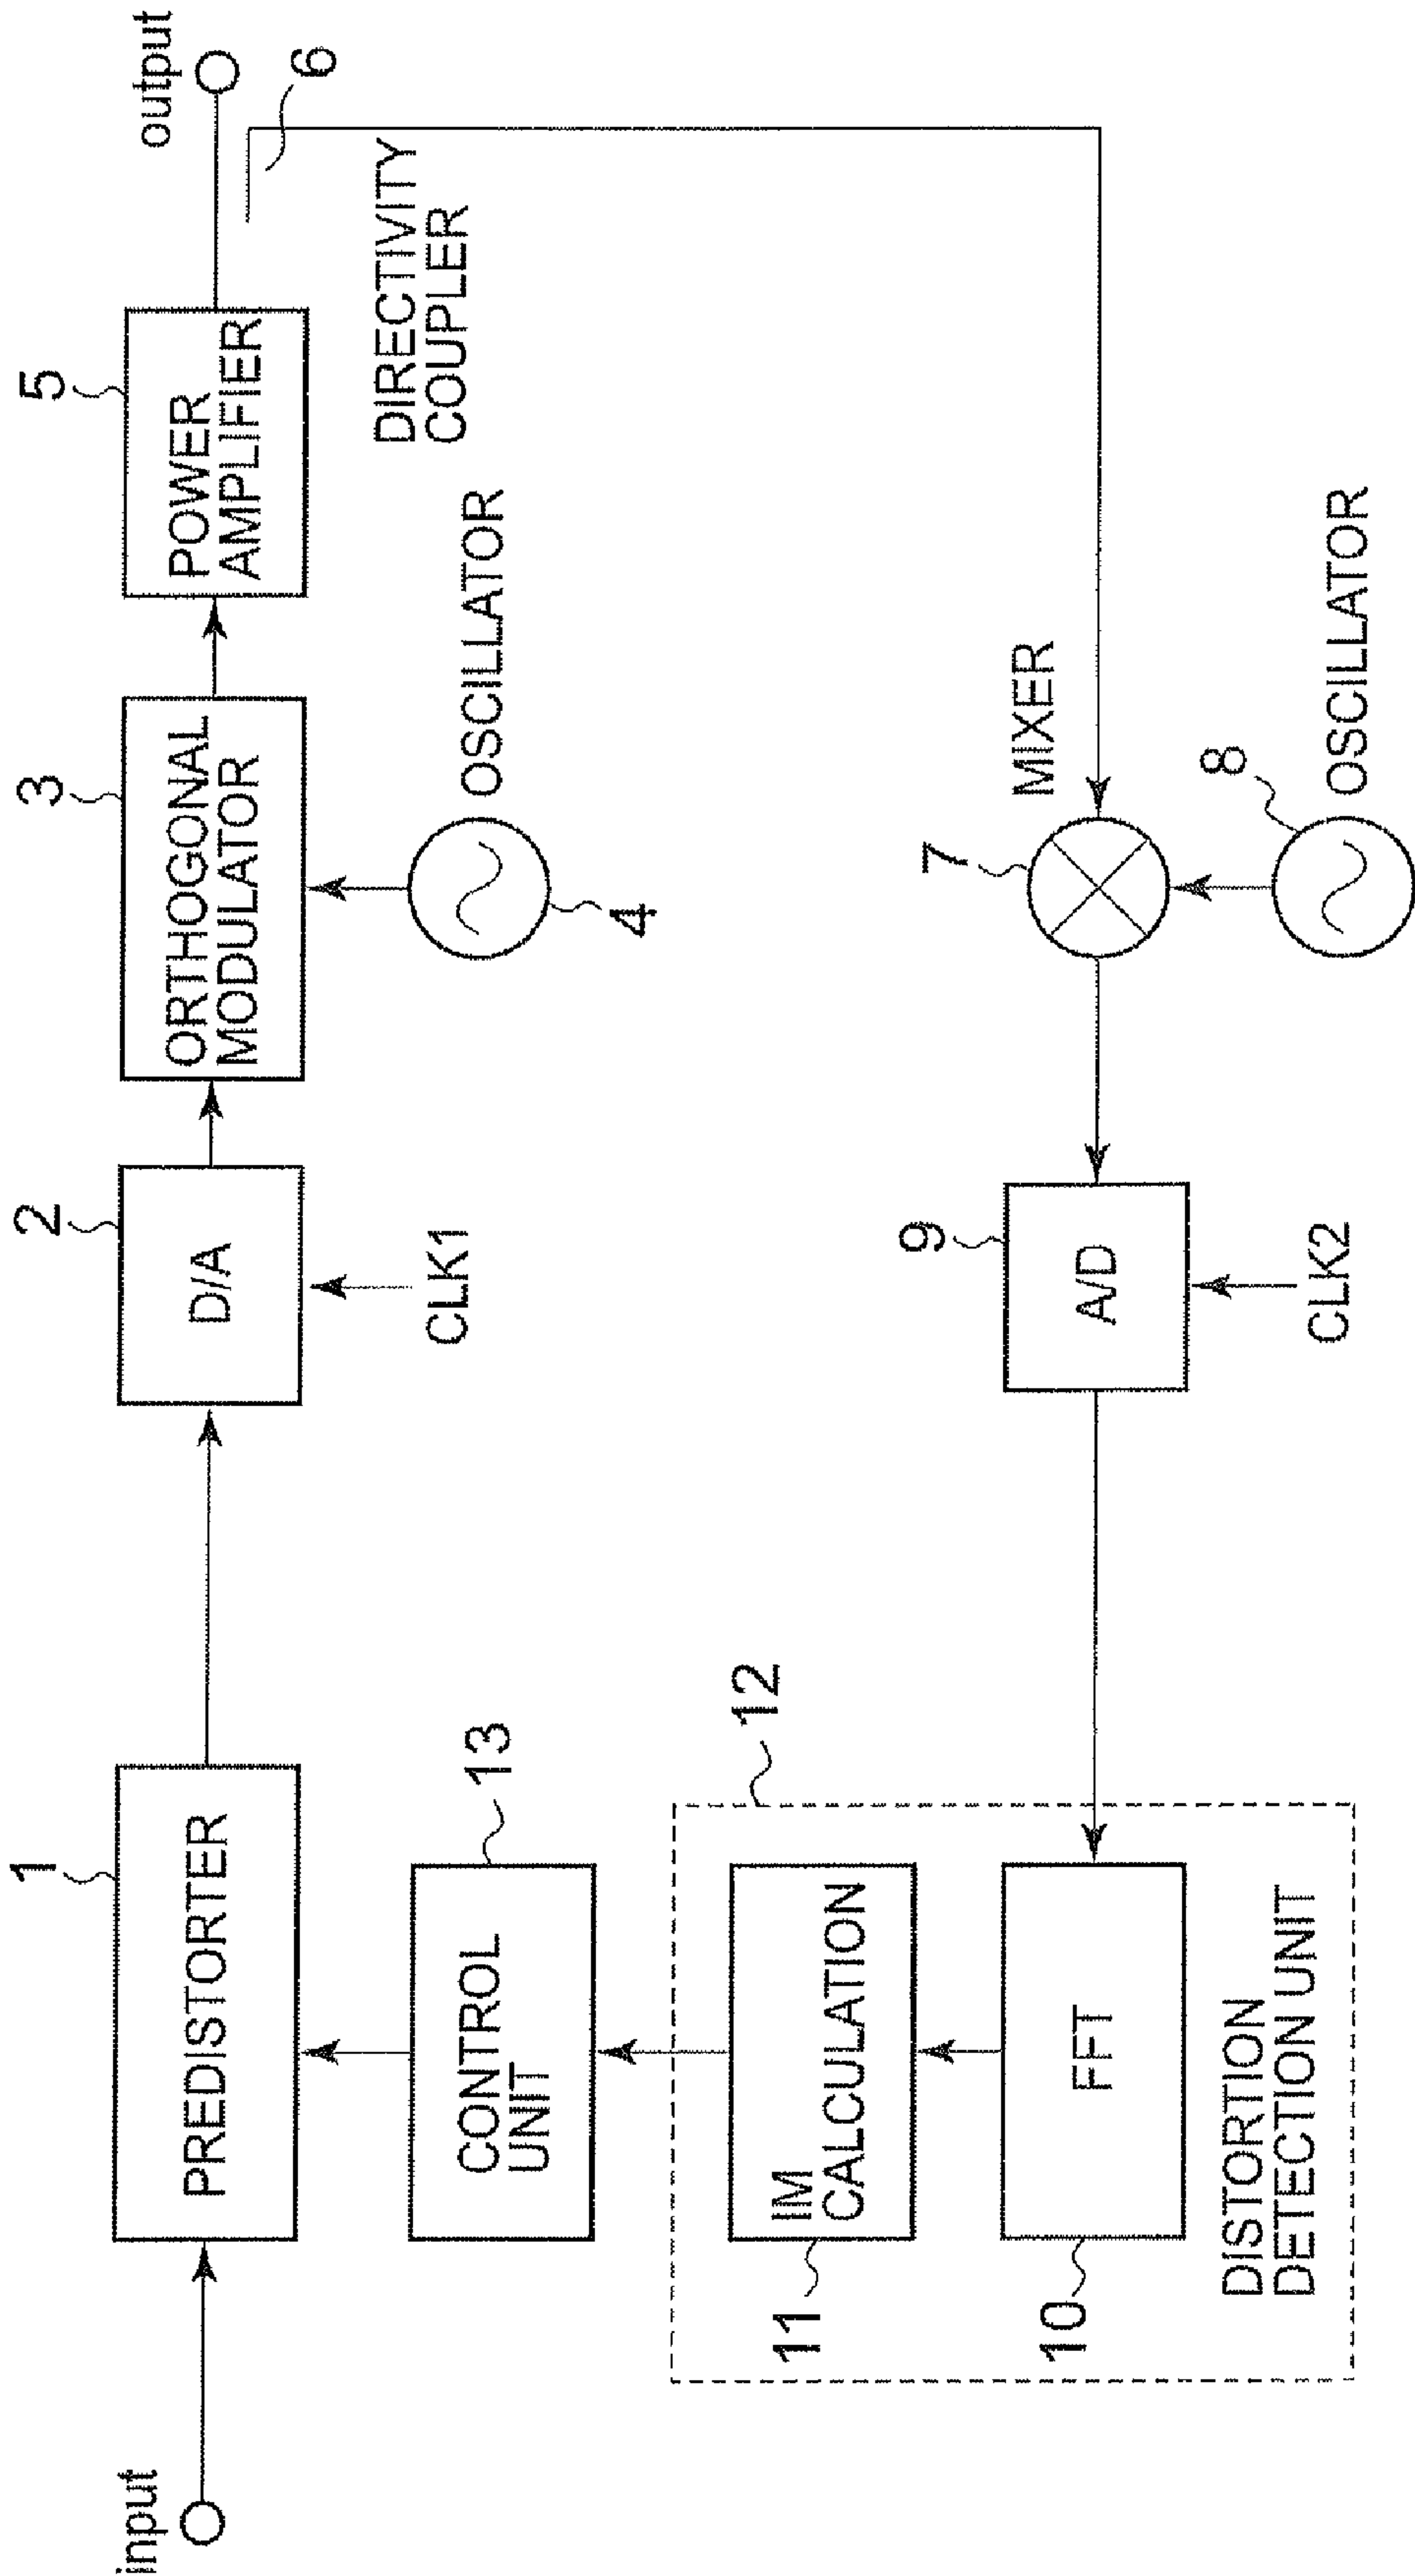 input
1
PREDISTORTER
2
D/A
CLK1
3
ORTHOGONAL
MODULATOR
4
OSCILLATOR
5
POWER
AMPLIFIER
output
6
DIRECTIVITY
COUPLER
13
CONTROL
UNIT
12
11
IM
CALCULATION
10
FFT
DISTORTION
DETECTION UNIT
9
A/D
CLK2
7
MIXER
8
OSCILLATOR